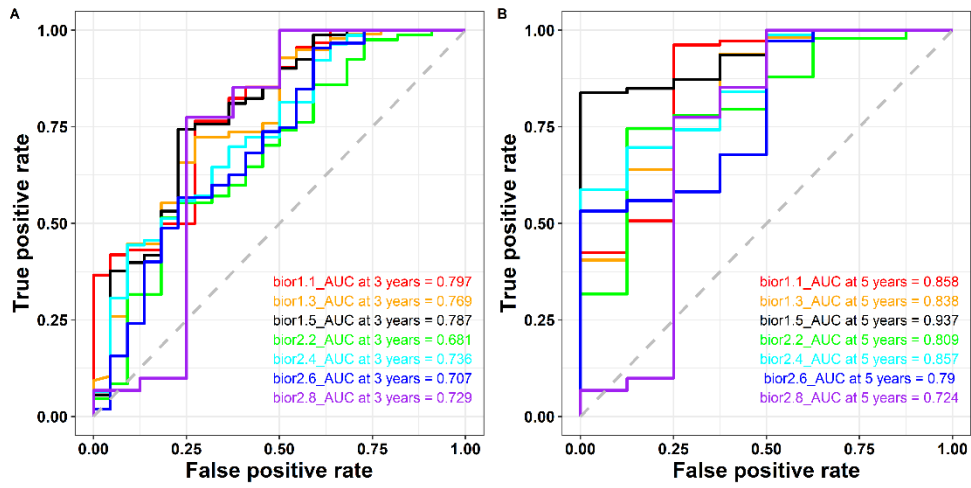 A
1.00
0.75
0.50
0.25
0.00
True positive rate
bior1.1_AUC at 3 years = 0.797
bior1.3_AUC at 3 years = 0.769
bior1.5_AUC at 3 years = 0.787
bior2.2_AUC at 3 years = 0.681
bior2.4_AUC at 3 years = 0.736
bior2.6_AUC at 3 years = 0.707
bior2.8_AUC at 3 years = 0.729
0.00 0.25 0.50 0.75 1.00
False positive rate
B
1.00
0.75
0.50
0.25
0.00
True positive rate
bior1.1_AUC at 5 years = 0.858
bior1.3_AUC at 5 years = 0.838
bior1.5_AUC at 5 years = 0.937
bior2.2_AUC at 5 years = 0.809
bior2.4_AUC at 5 years = 0.857
bior2.6_AUC at 5 years = 0.79
bior2.8_AUC at 5 years = 0.724
0.00 0.25 0.50 0.75 1.00
False positive rate